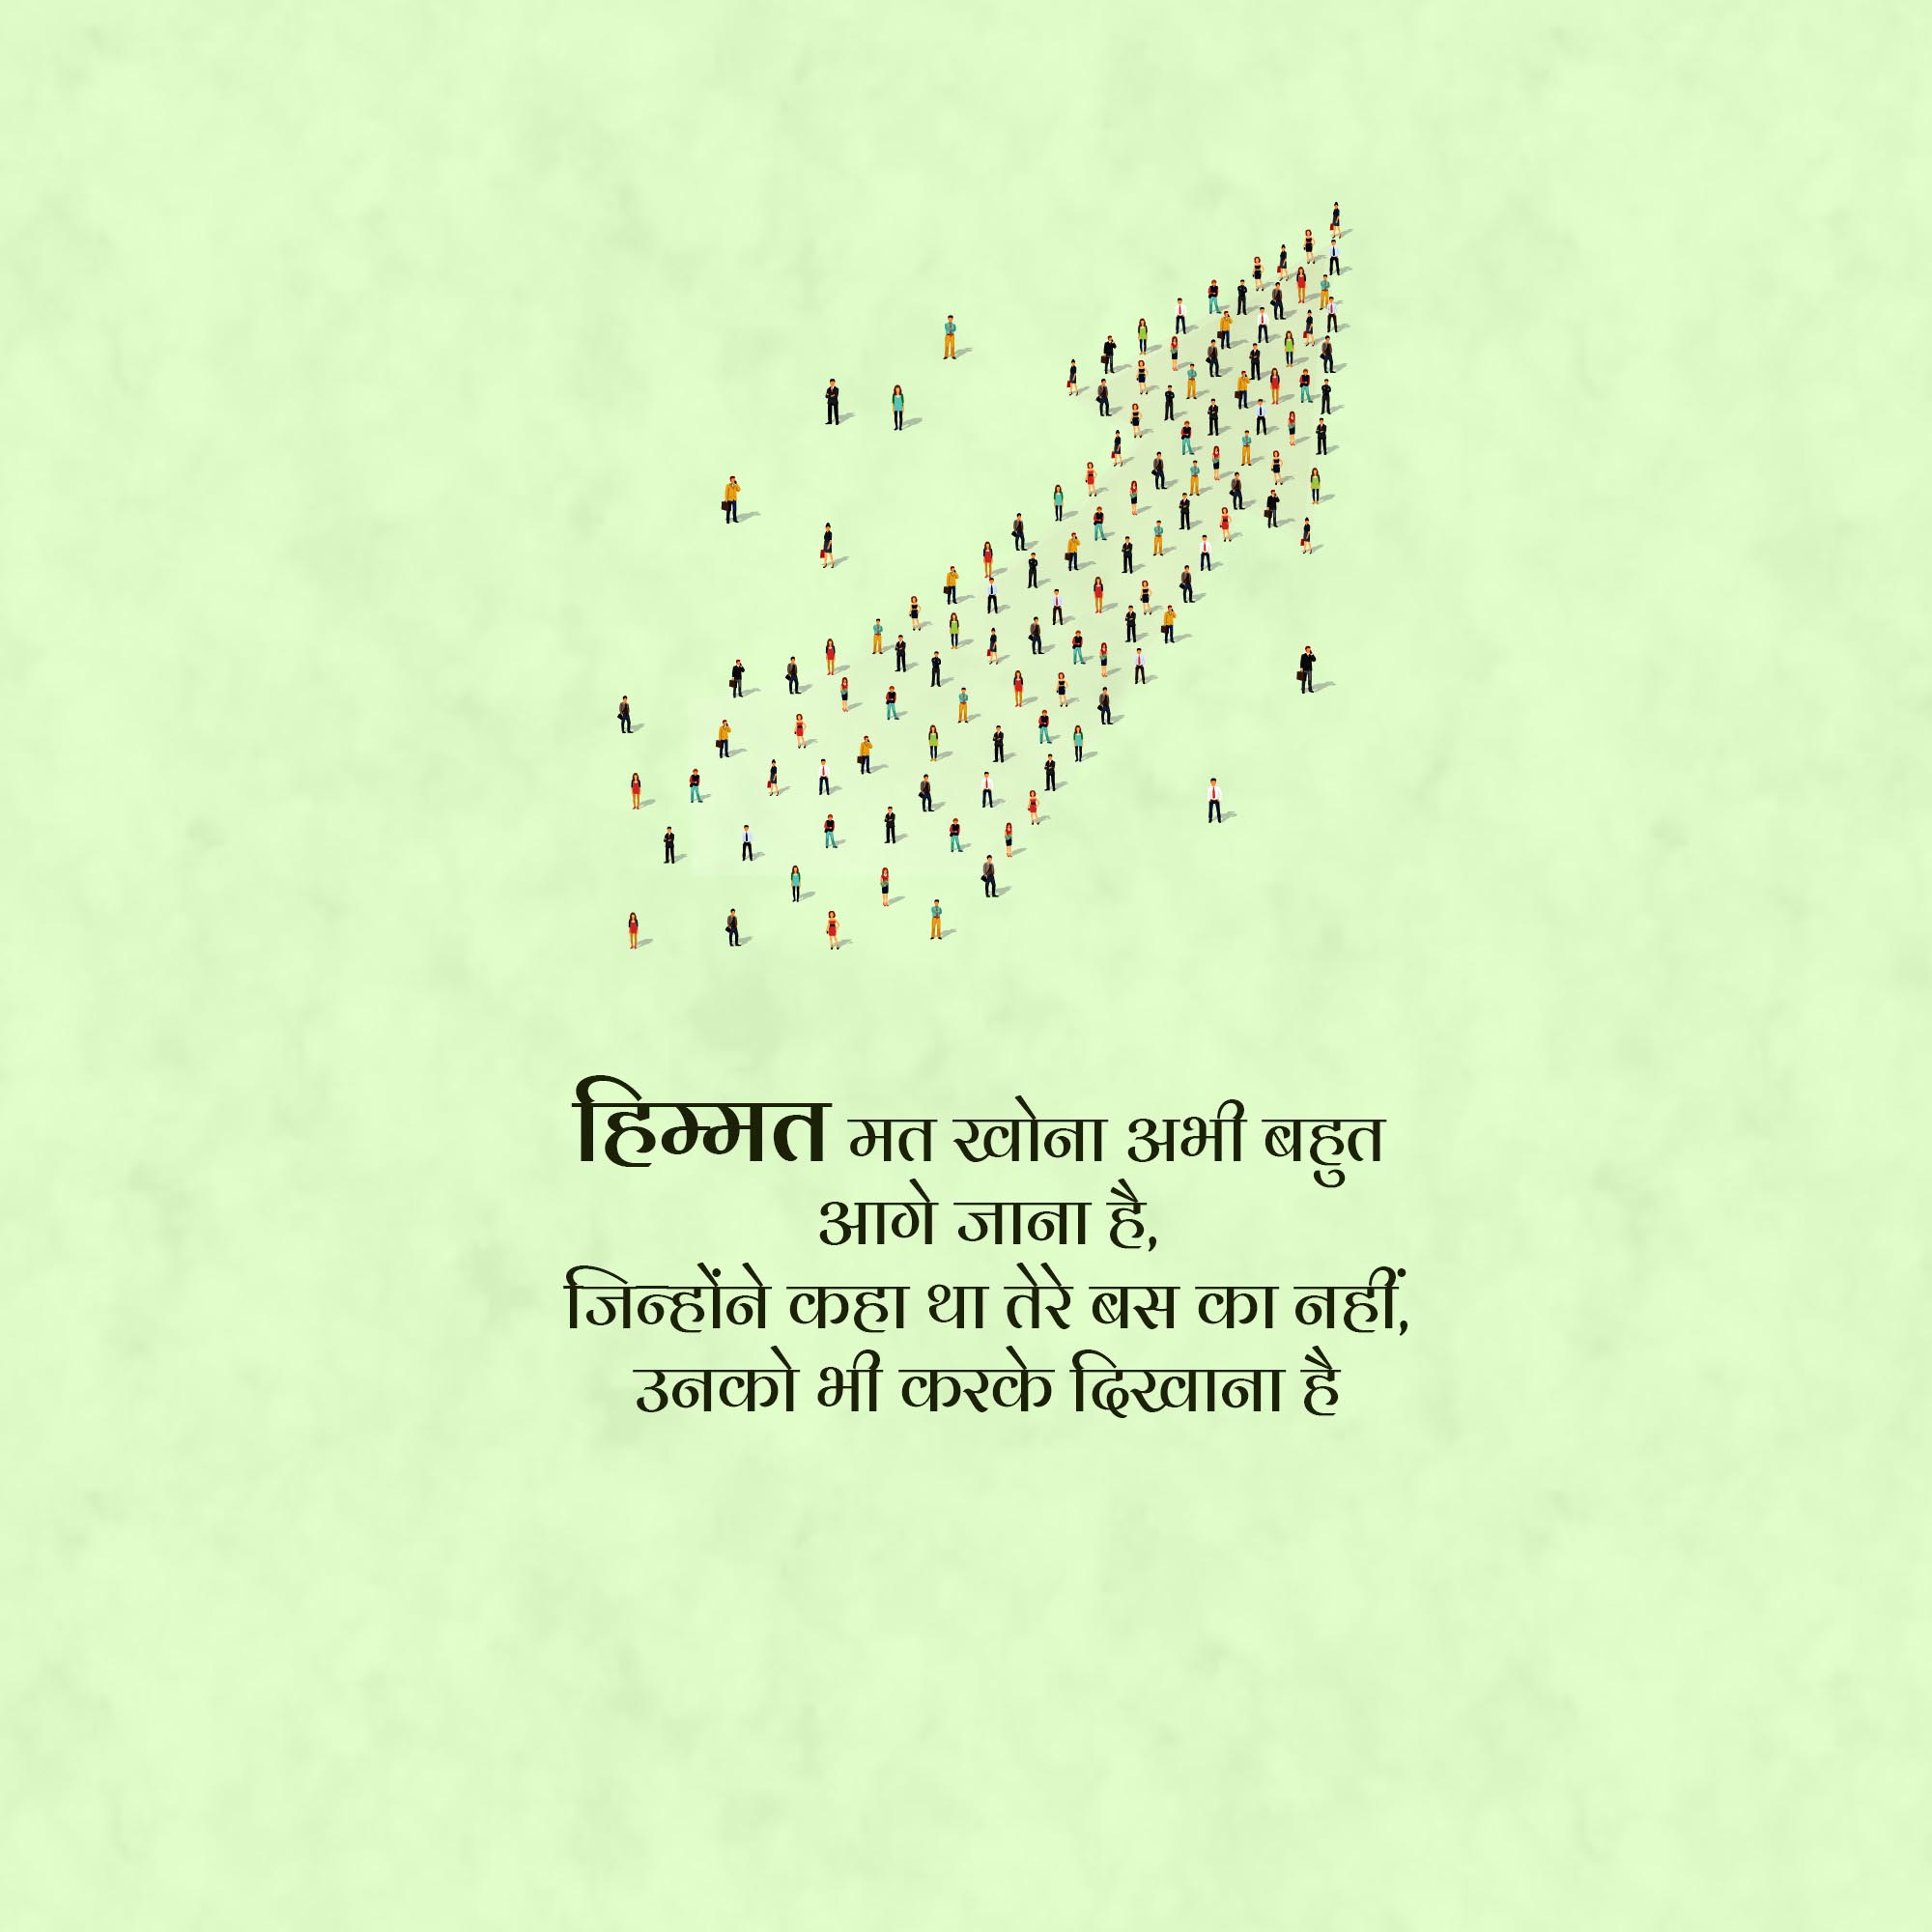 हिम्मत मत खोना अभी बहुत
आगे जाना है,
जिन्होंने कहा था तेरे बस का नहीं,
उनको भी करके दिखाना है